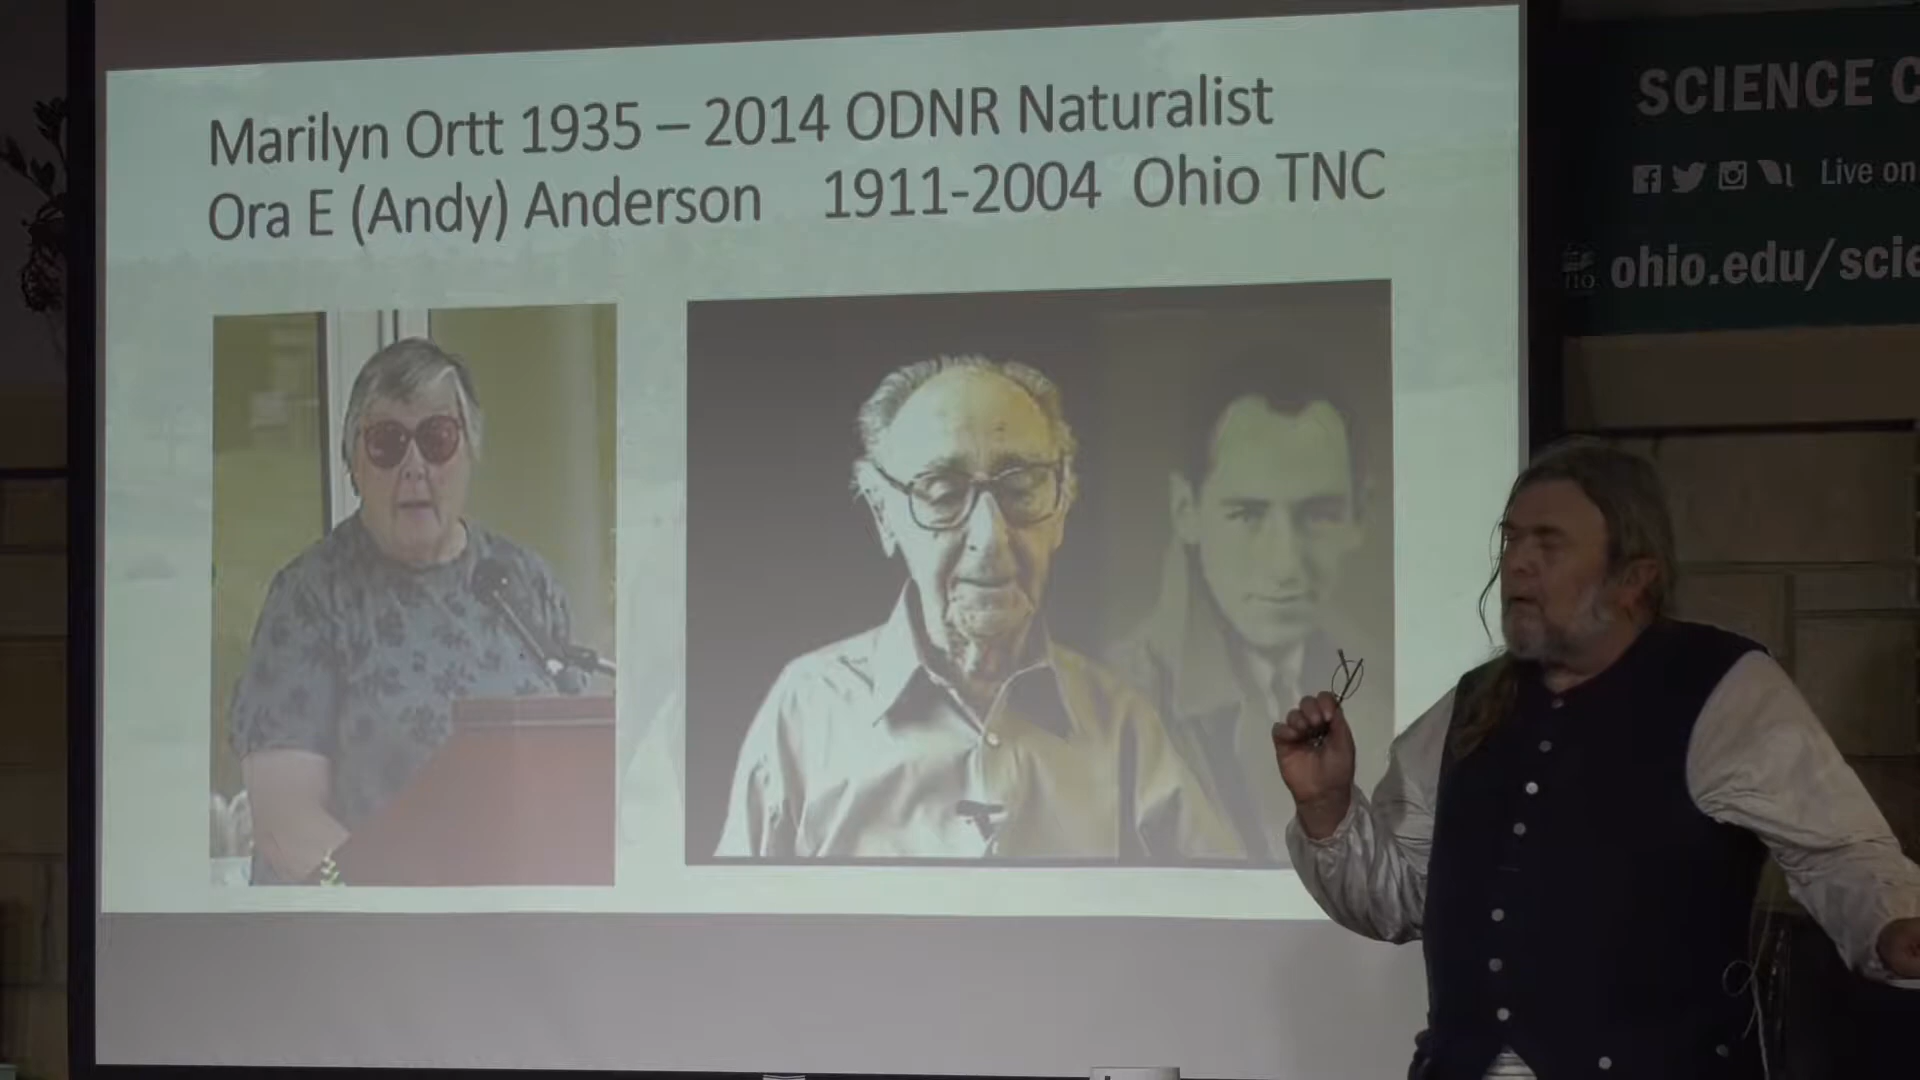 Marilyn Ortt 1935 – 2014 ODNR Naturalist
Ora E (Andy) Anderson 1911-2004 Ohio TNC
SCIENCE C
Live on
ohio.edu/scie